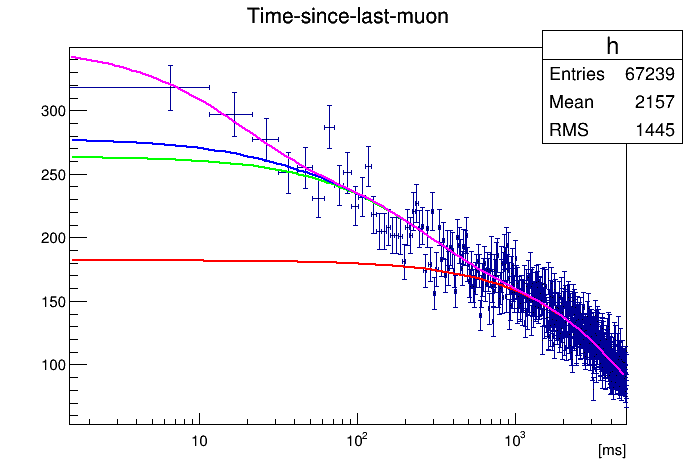 Time-since-last-muon
h
Entries 67239
Mean 2157
RMS 1445
300
250
200
150
100
10
10²
10³
[ms]